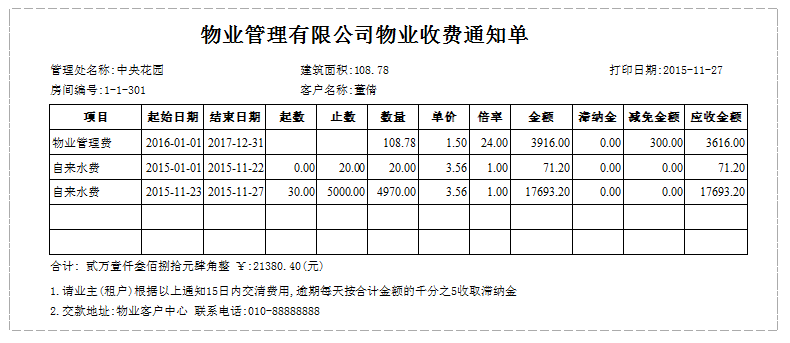 物业管理有限公司物业收费通知单
管理处名称:中央花园 建筑面积:108.78 打印日期:2015-11-27
房间编号:1-1-301 客户名称:董倩
项目 起始日期 结束日期 起数 止数 数量 单价 倍率 金额 滞纳金 减免金额 应收金额
物业管理费 2016-01-01 2017-12-31 108.78 1.50 24.00 3916.00 0.00 300.00 3616.00
自来水费 2015-01-01 2015-11-22 0.00 20.00 20.00 3.56 1.00 71.20 0.00 0.00 71.20
自来水费 2015-11-23 2015-11-27 30.00 5000.00 4970.00 3.56 1.00 17693.20 0.00 0.00 17693.20
合计: 贰万壹仟叁佰捌拾元肆角整 ￥:21380.40(元)
1.请业主(租户)根据以上通知15日内交清费用,逾期每天按合计金额的千分之5收取滞纳金
2.交款地址:物业客户中心 联系电话:010-88888888